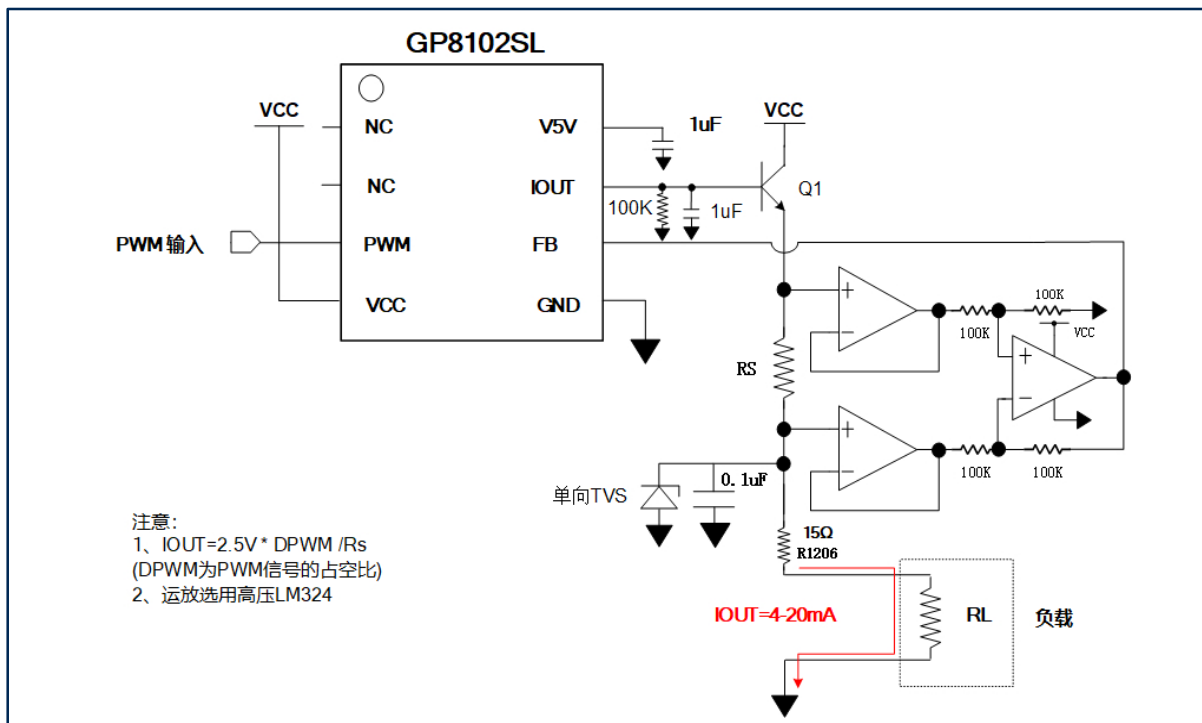 GP8102SL
VCC
NC
V5V
1uF
VCC
NC
IOUT
100K
1uF
Q1
PWM 输入
PWM
FB
VCC
GND
+
-
100K
100K
VCC
+
-
RS
+
-
100K
100K
单向TVS
0.1uF
15Ω
R1206
注意：
1、IOUT=2.5V * DPWM /Rs
(DPWM为PWM信号的占空比)
2、运放选用高压LM324
IOUT=4-20mA
RL
负载